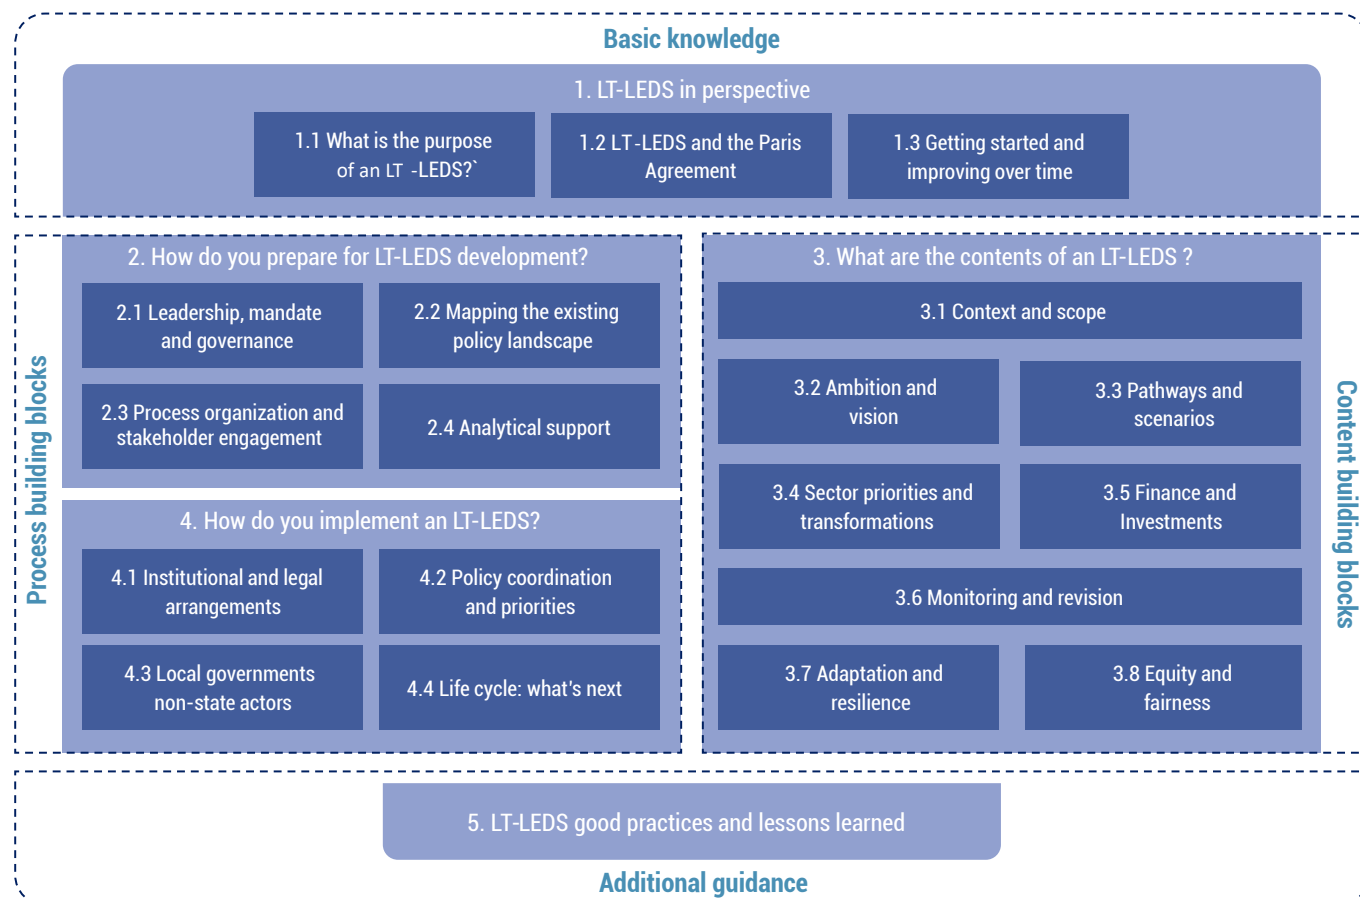 Basic knowledge
1. LT-LEDS in perspective
1.1 What is the purpose
of an LT -LEDS?`
1.2 LT-LEDS and the Paris
Agreement
1.3 Getting started and
improving over time
Process building blocks
2. How do you prepare for LT-LEDS development?
2.1 Leadership, mandate
and governance
2.2 Mapping the existing
policy landscape
2.3 Process organization and
stakeholder engagement
2.4 Analytical support
4. How do you implement an LT-LEDS?
4.1 Institutional and legal
arrangements
4.2 Policy coordination
and priorities
4.3 Local governments
non-state actors
4.4 Life cycle: what's next
3. What are the contents of an LT-LEDS ?
3.1 Context and scope
3.2 Ambition and
vision
3.3 Pathways and
scenarios
3.4 Sector priorities and
transformations
3.5 Finance and
Investments
3.6 Monitoring and revision
3.7 Adaptation and
resilience
3.8 Equity and
fairness
Content building blocks
5. LT-LEDS good practices and lessons learned
Additional guidance